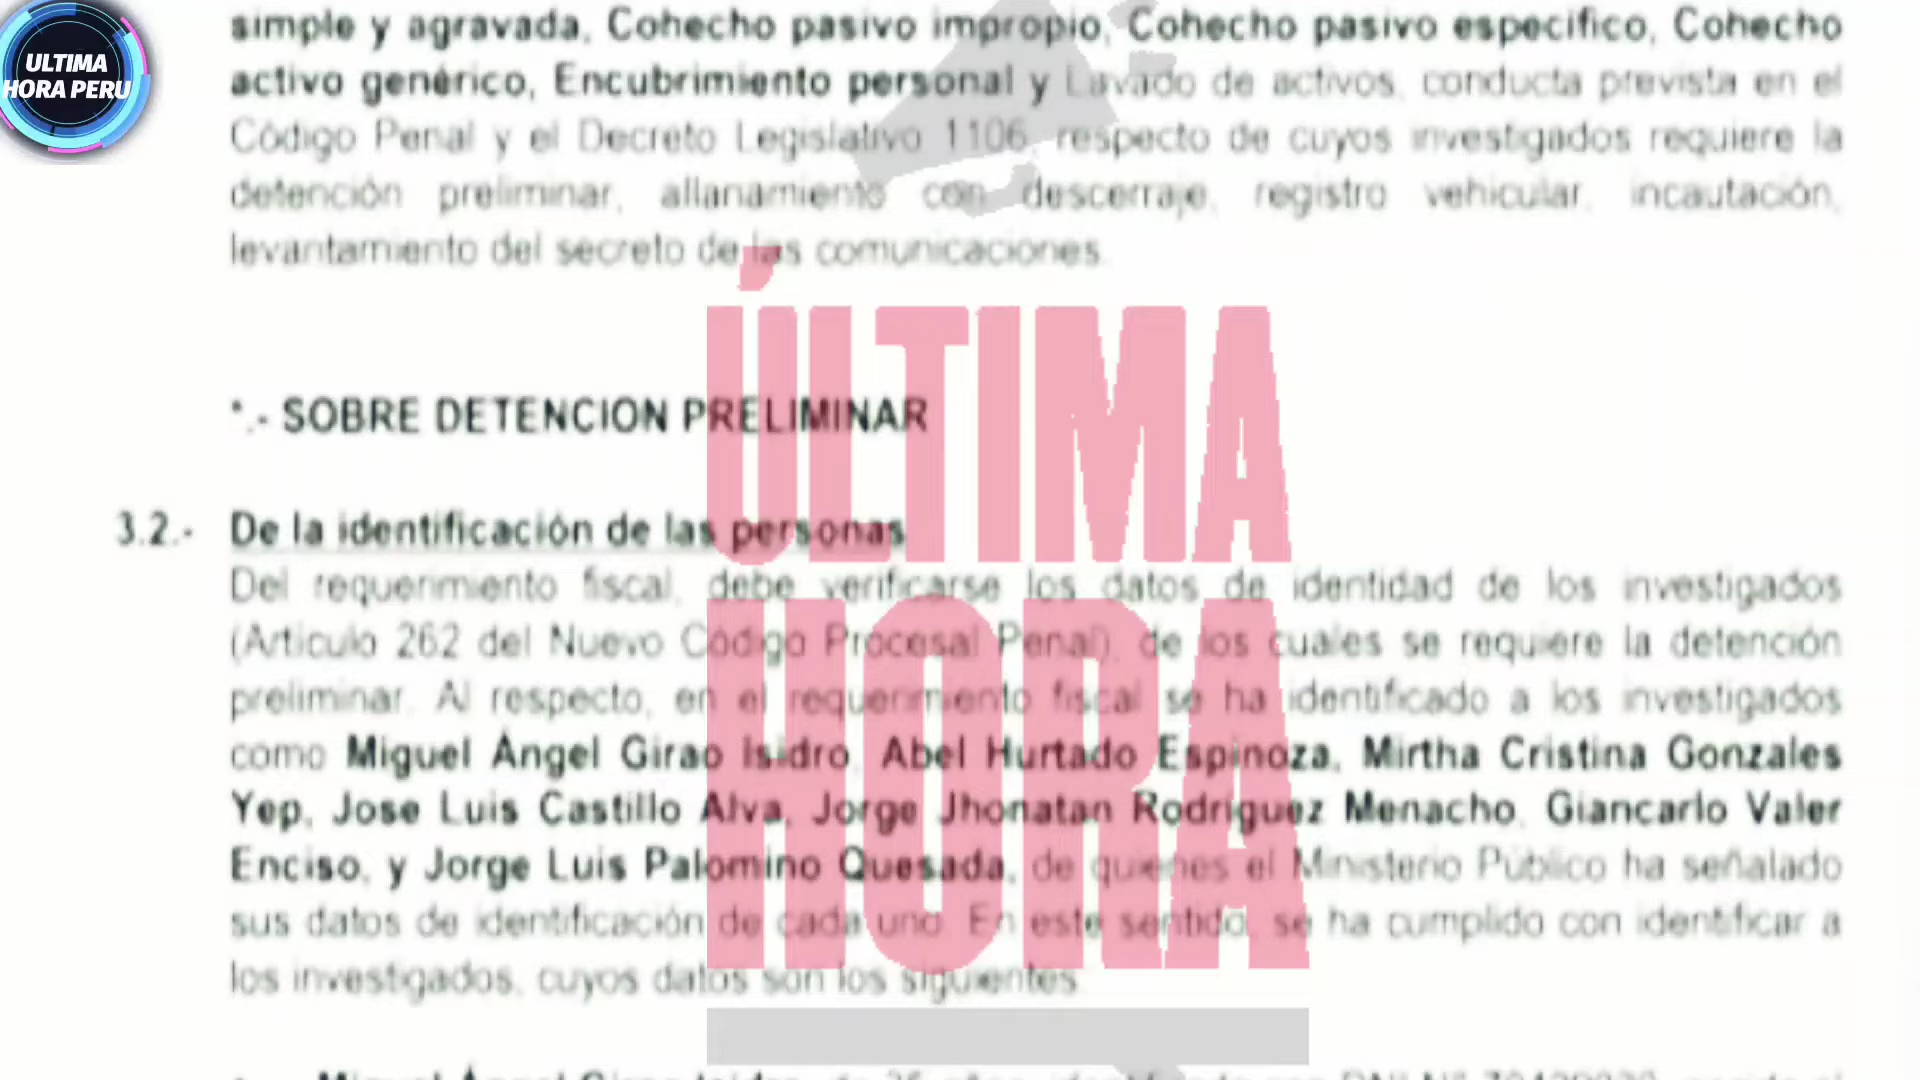 ULTIMA
HORA PERU
simple y agravada, Cohecho pasivo impropio, Cohecho pasivo especifico, Cohecho
activo genérico, Encubrimiento personal y Lavado de activos, conducta prevista en el
Código Penal y el Decreto Legislativo 1106, respecto de cuyos investigados requiere la
detención preliminar, allanamiento con descerraje, registro vehicular, incautación,
levantamiento del secreto de las comunicaciones.
*.- SOBRE DETENCION PRELIMINAR
3.2.- De la identificación de las personas
Del requerimiento fiscal, debe verificarse los datos de identidad de los investigados
(Articulo 262 del Nuevo Código Procesal Penal), de los cuales se requiere la detención
preliminar. Al respecto, en el requerimiento fiscal se ha identificado a los investigados
como Miguel Ángel Girao Isidro, Abel Hurtado Espinoza, Mirtha Cristina Gonzales
Yep, Jose Luis Castillo Alva, Jorge Jhonatan Rodríguez Menacho, Giancarlo Valer
Enciso, y Jorge Luis Palomino Quesada, de quienes el Ministerio Público ha señalado
sus datos de identificación de cada uno. En este sentido, se ha cumplido con identificar a
los investigados, cuyos datos son los siguientes:
ÚLTIMA
HORA